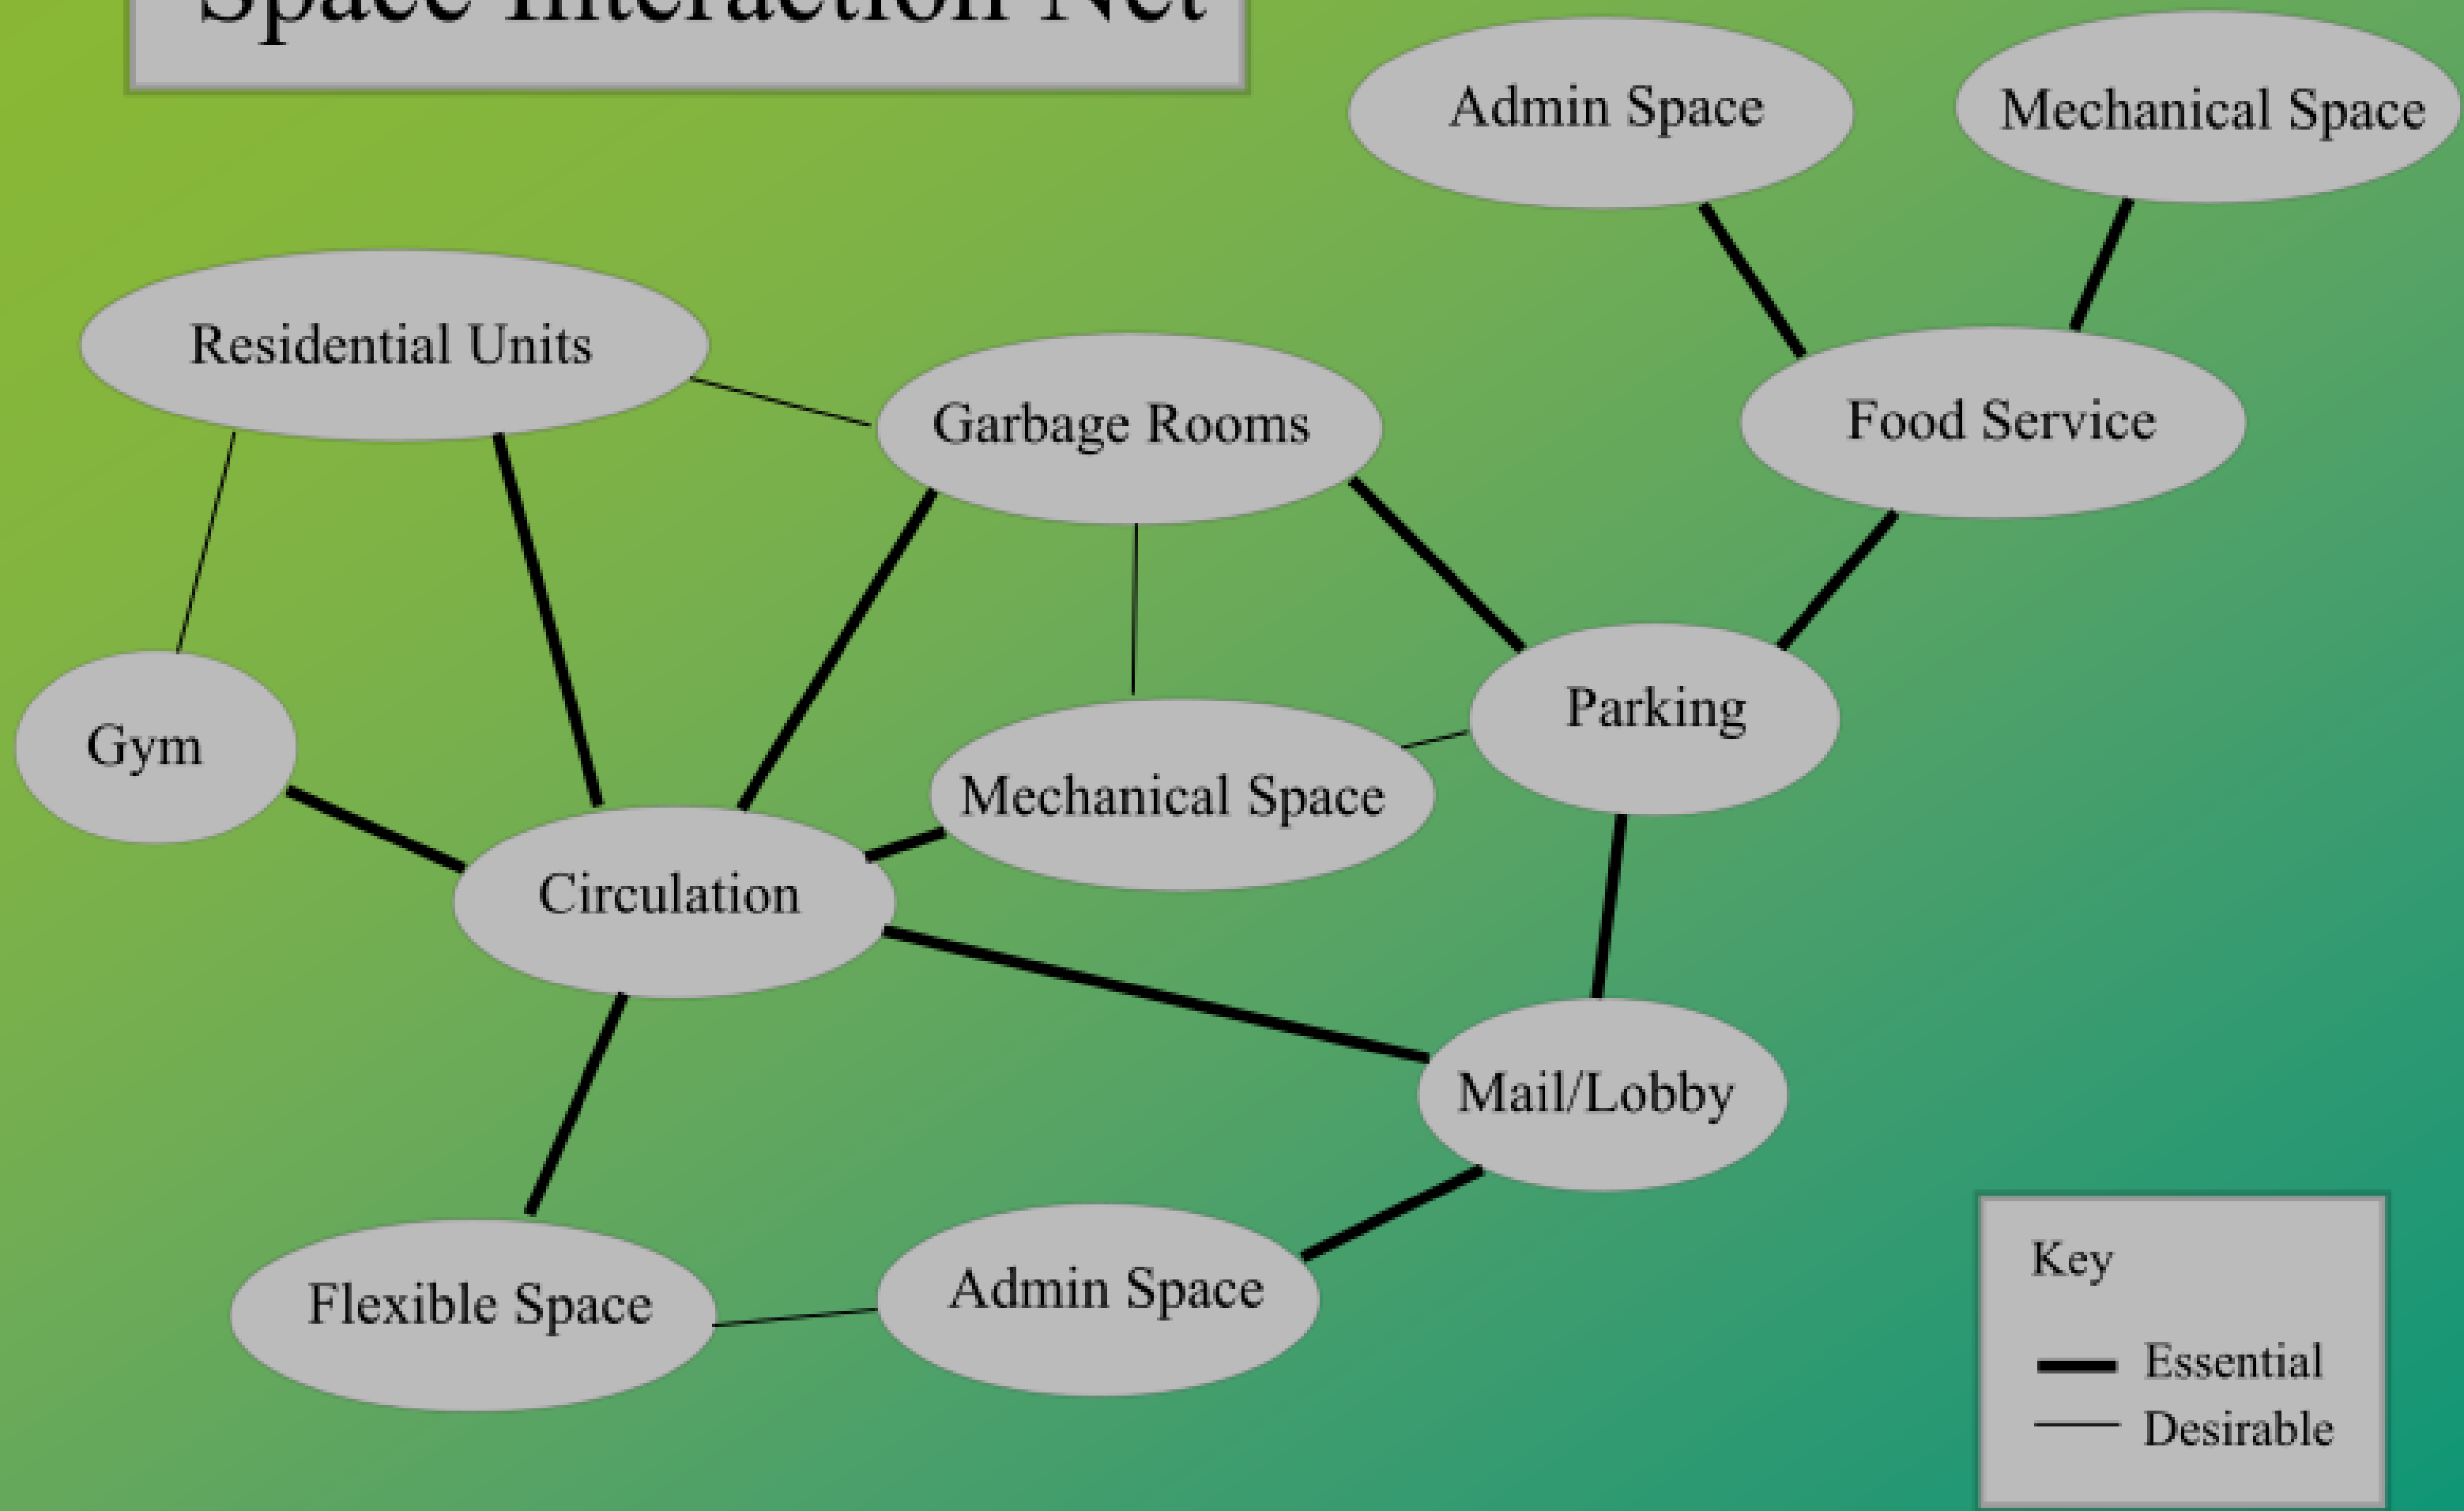 Space Interaction Net
Admin Space
Mechanical Space
Residential Units
Garbage Rooms
Food Service
Gym
Parking
Mechanical Space
Circulation
Mail/Lobby
Flexible Space
Admin Space
Key
Essential
Desirable